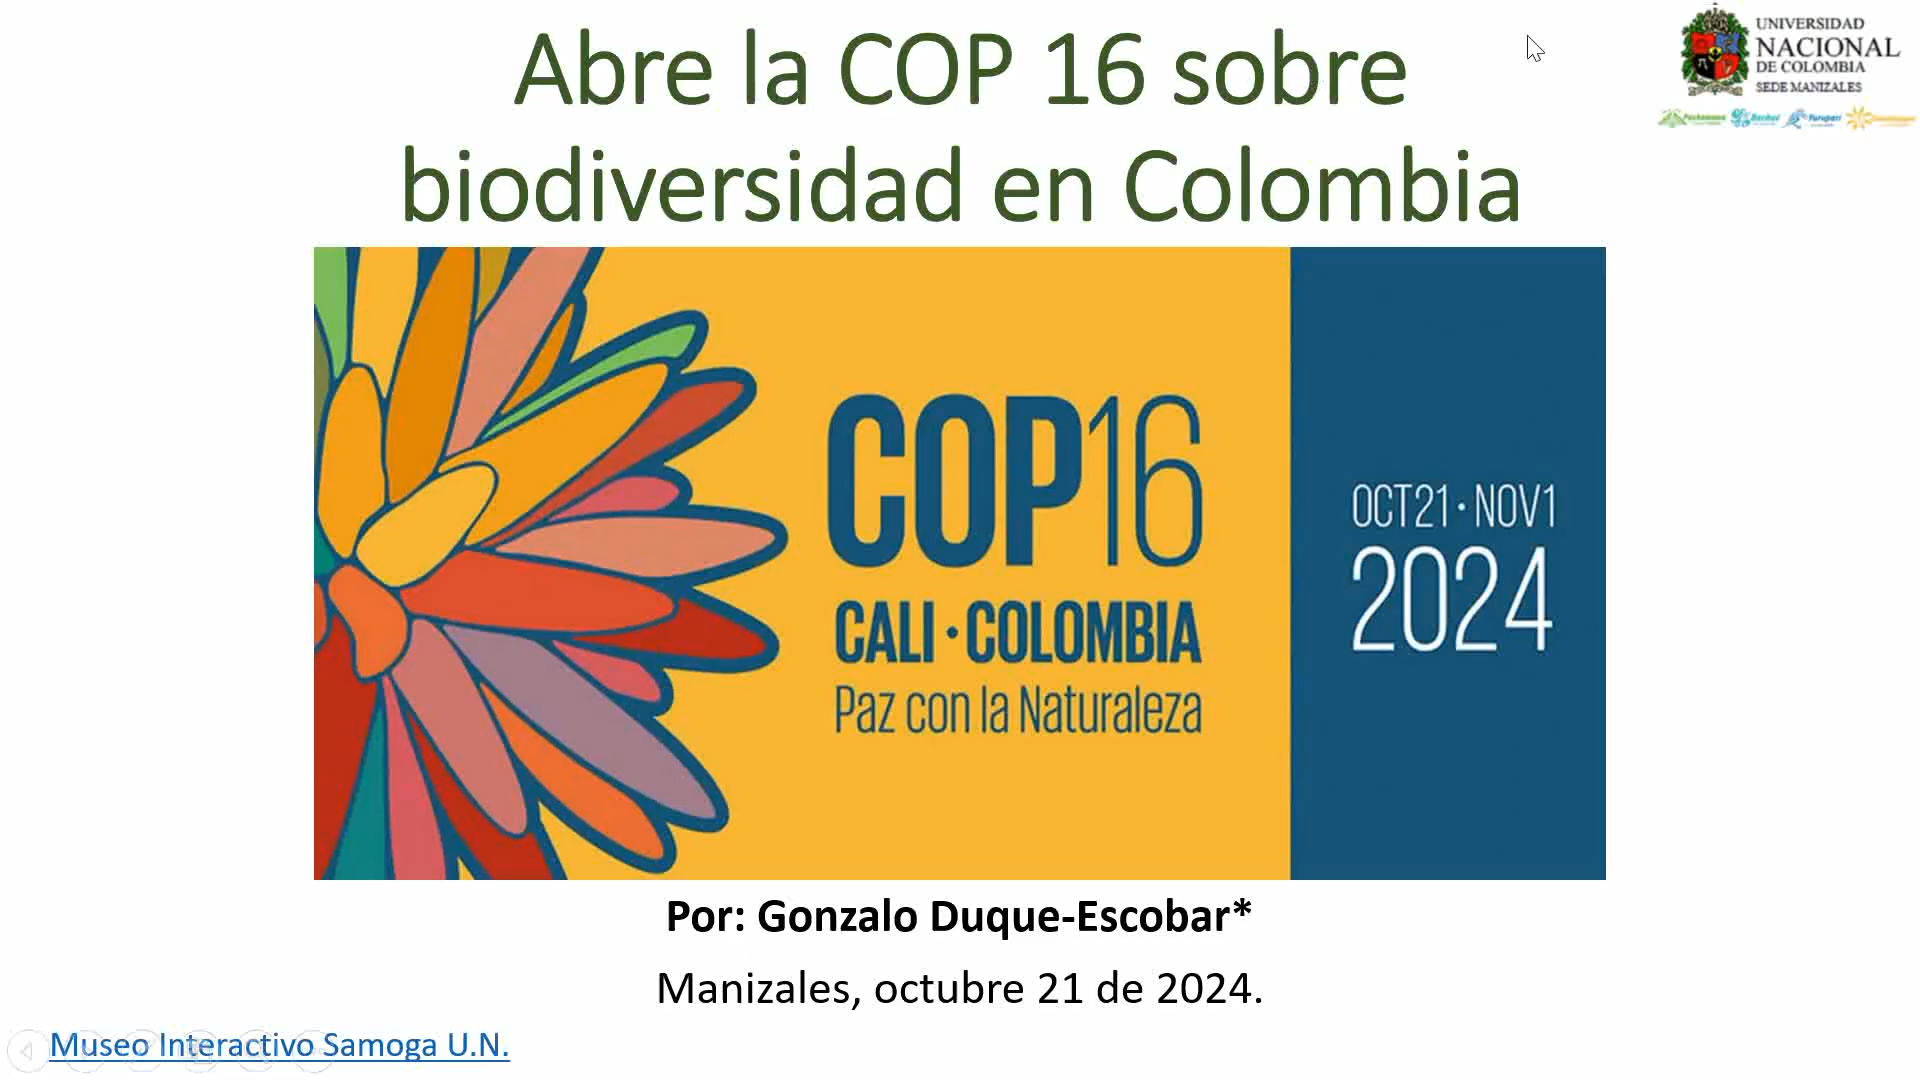 Abre la COP 16 sobre
biodiversidad en Colombia
UNIVERSIDAD
NACIONAL
DE COLOMBIA
SEDE MANIZALES
COP16
CALI · COLOMBIA
Paz con la Naturaleza
OCT21 · NOV1
2024
Por: Gonzalo Duque-Escobar*
Manizales, octubre 21 de 2024.
Museo Interactivo Samoga U.N.